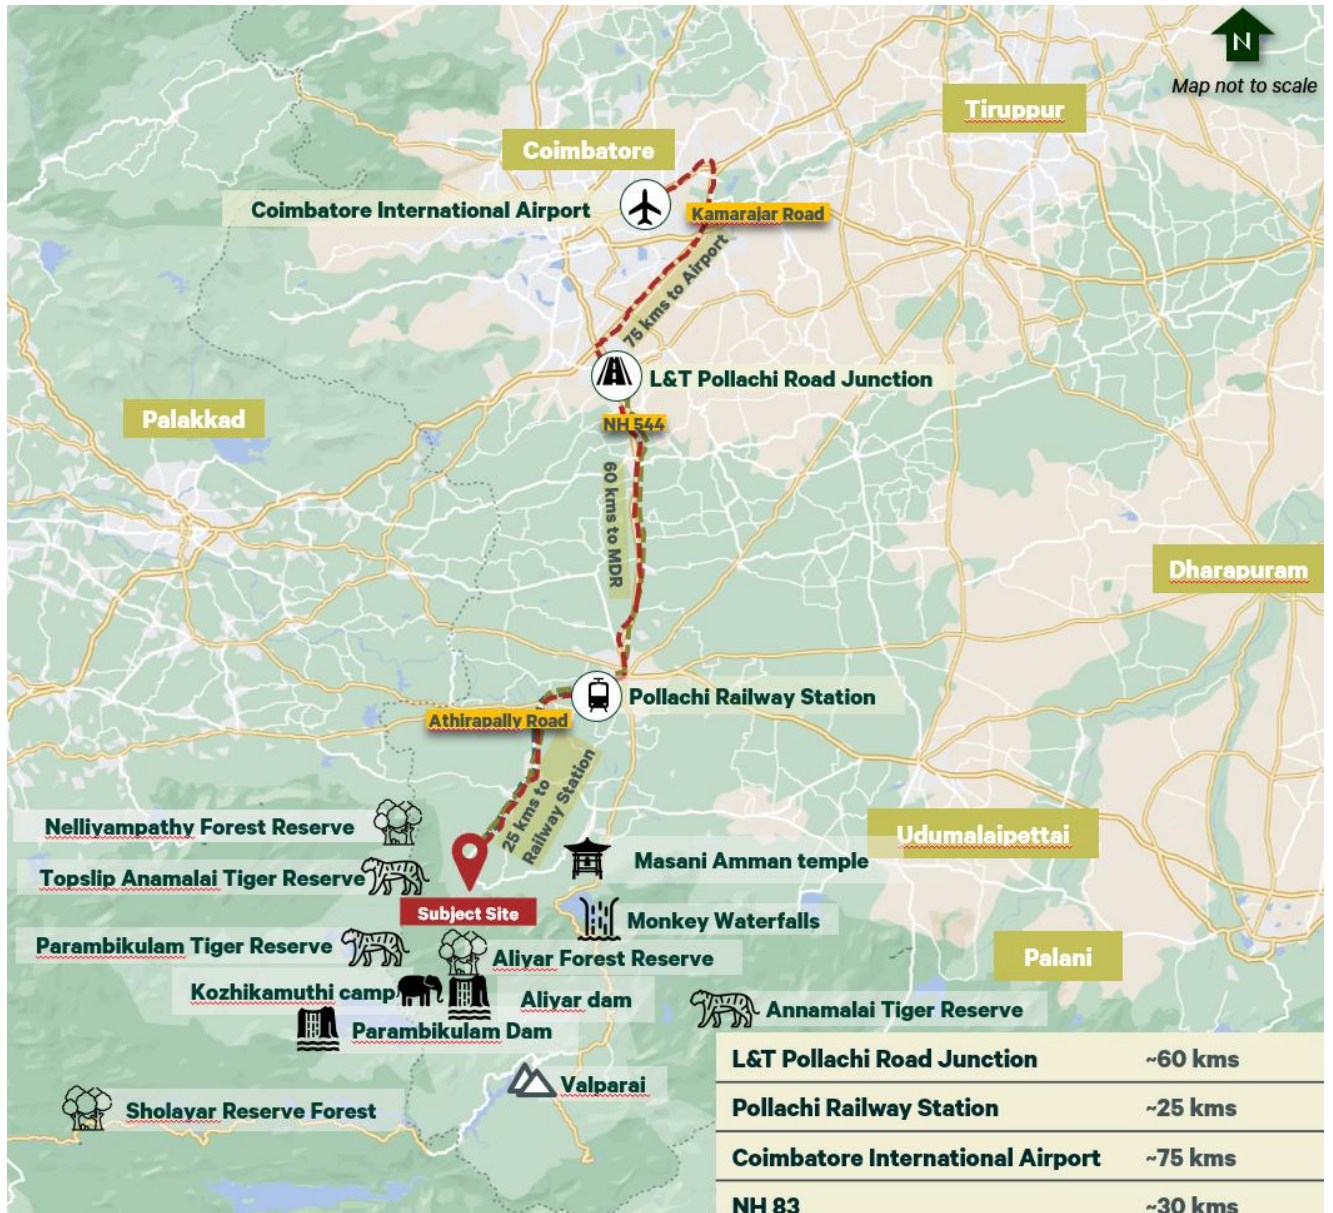 N
Map not to scale
Tiruppur
Coimbatore
Coimbatore International Airport
Kamarajar Road
75 kms to Airport
L&T Pollachi Road Junction
Palakkad
NH 544
60 kms to MDR
Dharapuram
Pollachi Railway Station
Athirapally Road
25 kms to
Railway Station
Nelliyampathy Forest Reserve
Udumalaipettai
Masani Amman temple
Topslip Anamalai Tiger Reserve
Subject Site
Monkey Waterfalls
Parambikulam Tiger Reserve
Aliyar Forest Reserve
Palani
Kozhikamuthi camp
Aliyar dam
Annamalai Tiger Reserve
Parambikulam Dam
Valparai
Sholayar Reserve Forest
L&T Pollachi Road Junction ~60 kms
Pollachi Railway Station ~25 kms
Coimbatore International Airport ~75 kms
NH 83 ~30 kms